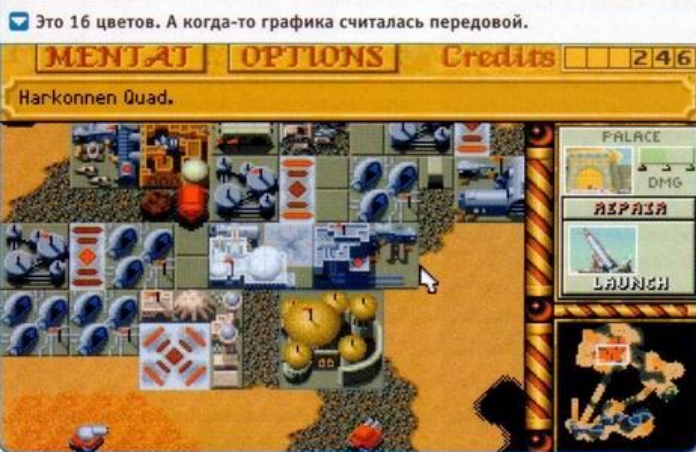 Это 16 цветов. А когда-то графика считалась передовой.
MENTAT OPTIONS Credits 246
Harkonnen Quad.
PALACE
DMG
REPAIR
LAUNCH